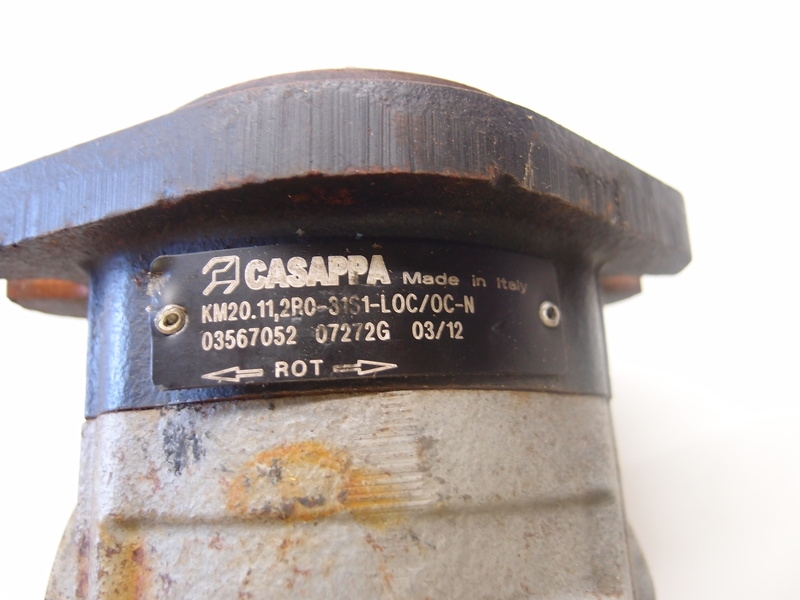 CASAPPA Made in Italy
KM20.11,2R0-31S1-LOC/OC-N
03567052 07272G 03/12
ROT